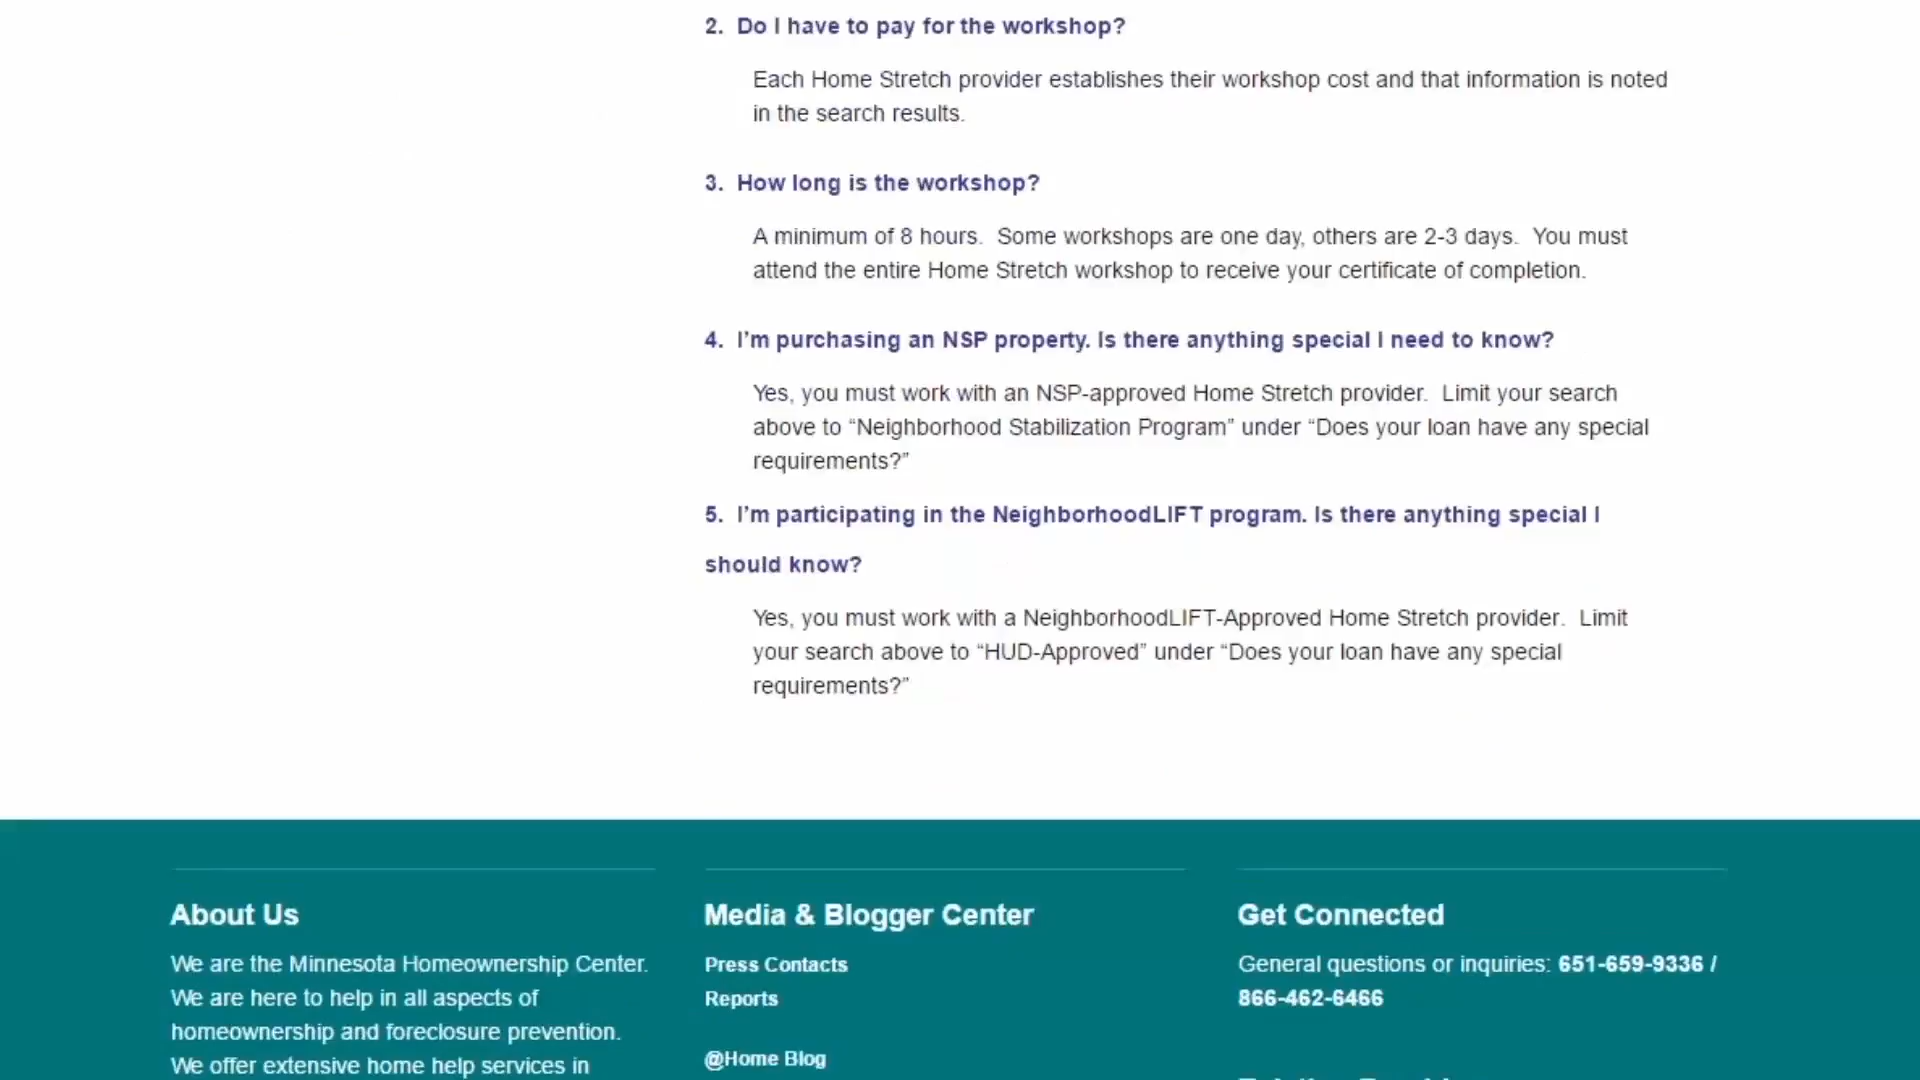 2. Do I have to pay for the workshop?
Each Home Stretch provider establishes their workshop cost and that information is noted
in the search results.
3. How long is the workshop?
A minimum of 8 hours. Some workshops are one day, others are 2-3 days. You must
attend the entire Home Stretch workshop to receive your certificate of completion.
4. I’m purchasing an NSP property. Is there anything special I need to know?
Yes, you must work with an NSP-approved Home Stretch provider. Limit your search
above to “Neighborhood Stabilization Program” under “Does your loan have any special
requirements?”
5. I’m participating in the NeighborhoodLIFT program. Is there anything special I
should know?
Yes, you must work with a NeighborhoodLIFT-Approved Home Stretch provider. Limit
your search above to “HUD-Approved” under “Does your loan have any special
requirements?”
About Us
We are the Minnesota Homeownership Center.
We are here to help in all aspects of
homeownership and foreclosure prevention.
We offer extensive home help services in
Media & Blogger Center
Press Contacts
Reports
@Home Blog
Get Connected
General questions or inquiries: 651-659-9336 /
866-462-6466